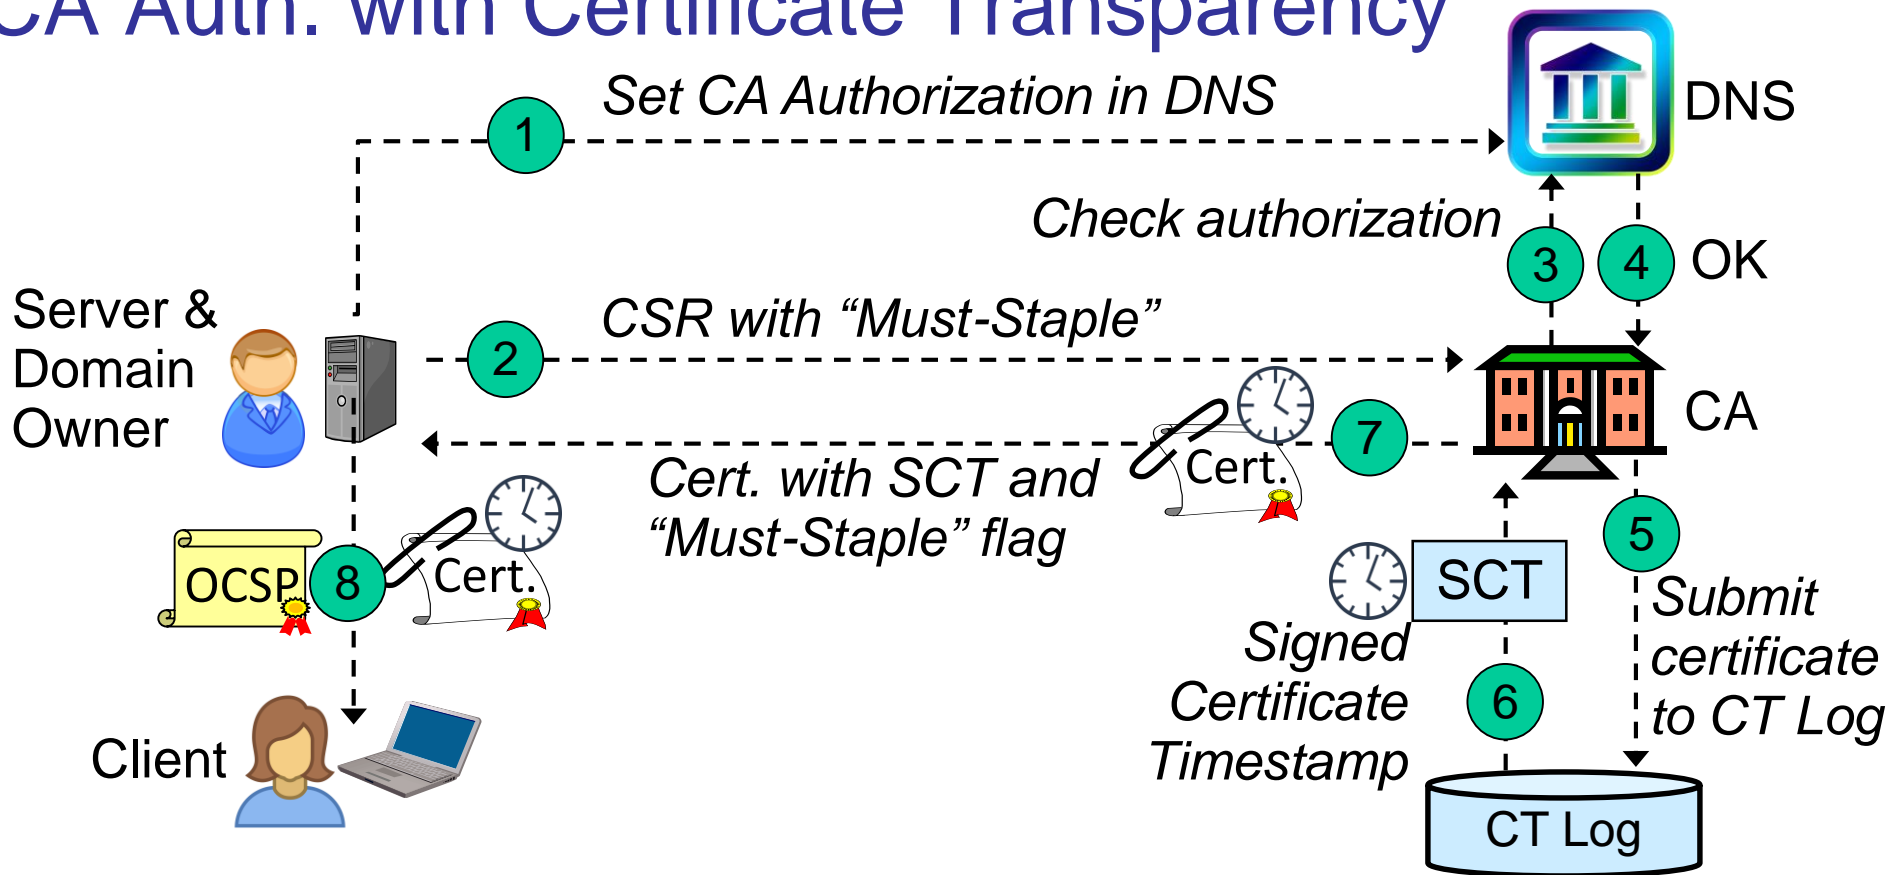 CA Auth. with Certificate Transparency
1
Set CA Authorization in DNS
DNS
Check authorization
3
4
OK
Server &
Domain
Owner
2
CSR with “Must-Staple”
CA
7
Cert.
Cert. with SCT and
“Must-Staple” flag
OCSP
8
Cert.
5
SCT
Submit
certificate
to CT Log
Signed
Certificate
Timestamp
6
Client
CT Log